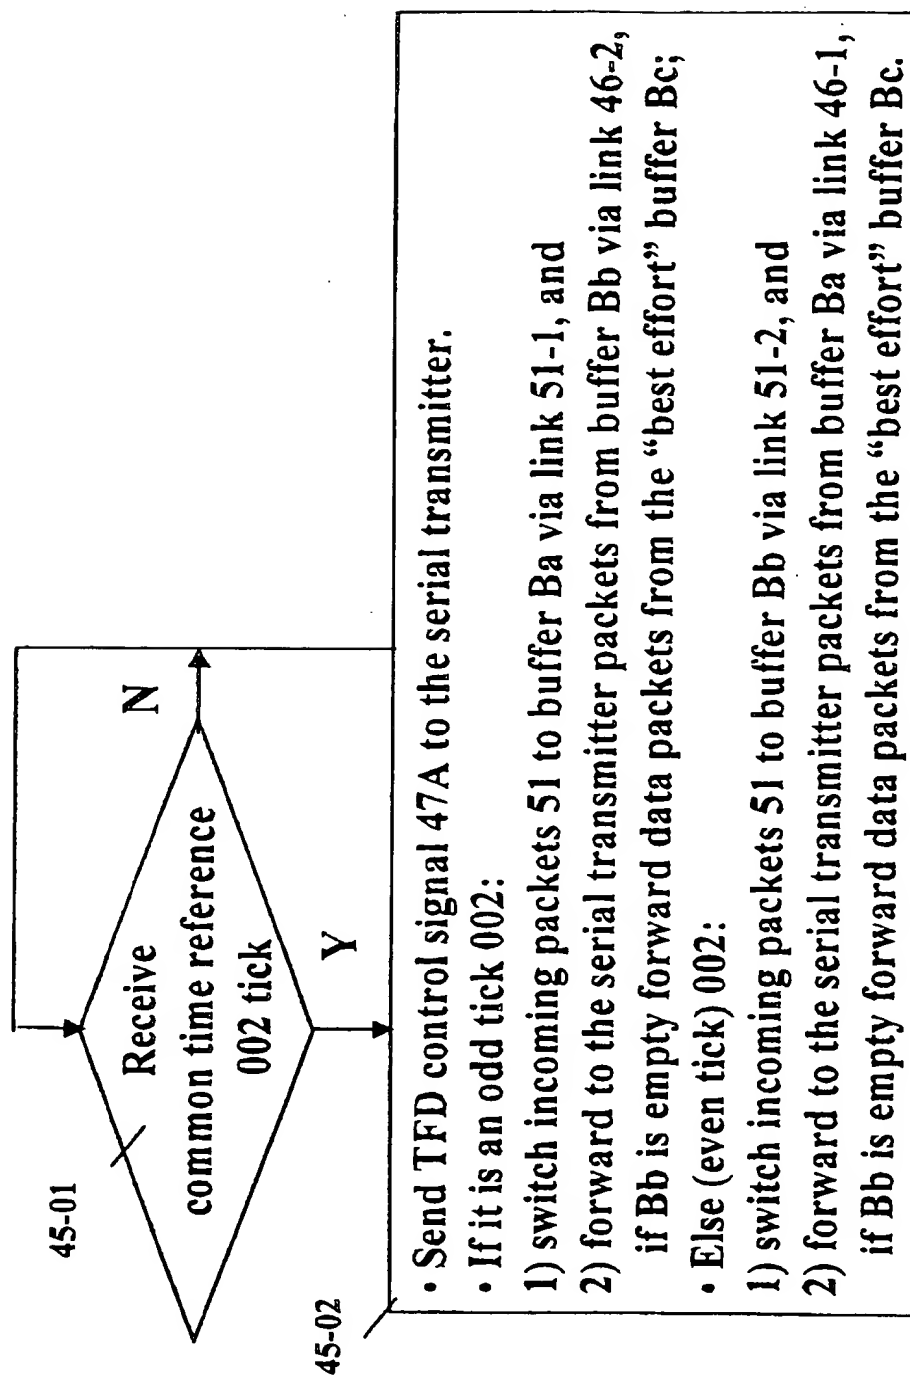 45-01
Receive
common time reference
002 tick
N
Y
45-02
• Send TFD control signal 47A to the serial transmitter.
• If it is an odd tick 002:
1) switch incoming packets 51 to buffer Ba via link 51-1, and
2) forward to the serial transmitter packets from buffer Bb via link 46-2,
if Bb is empty forward data packets from the “best effort” buffer Bc;
• Else (even tick) 002:
1) switch incoming packets 51 to buffer Bb via link 51-2, and
2) forward to the serial transmitter packets from buffer Ba via link 46-1,
if Bb is empty forward data packets from the “best effort” buffer Bc.